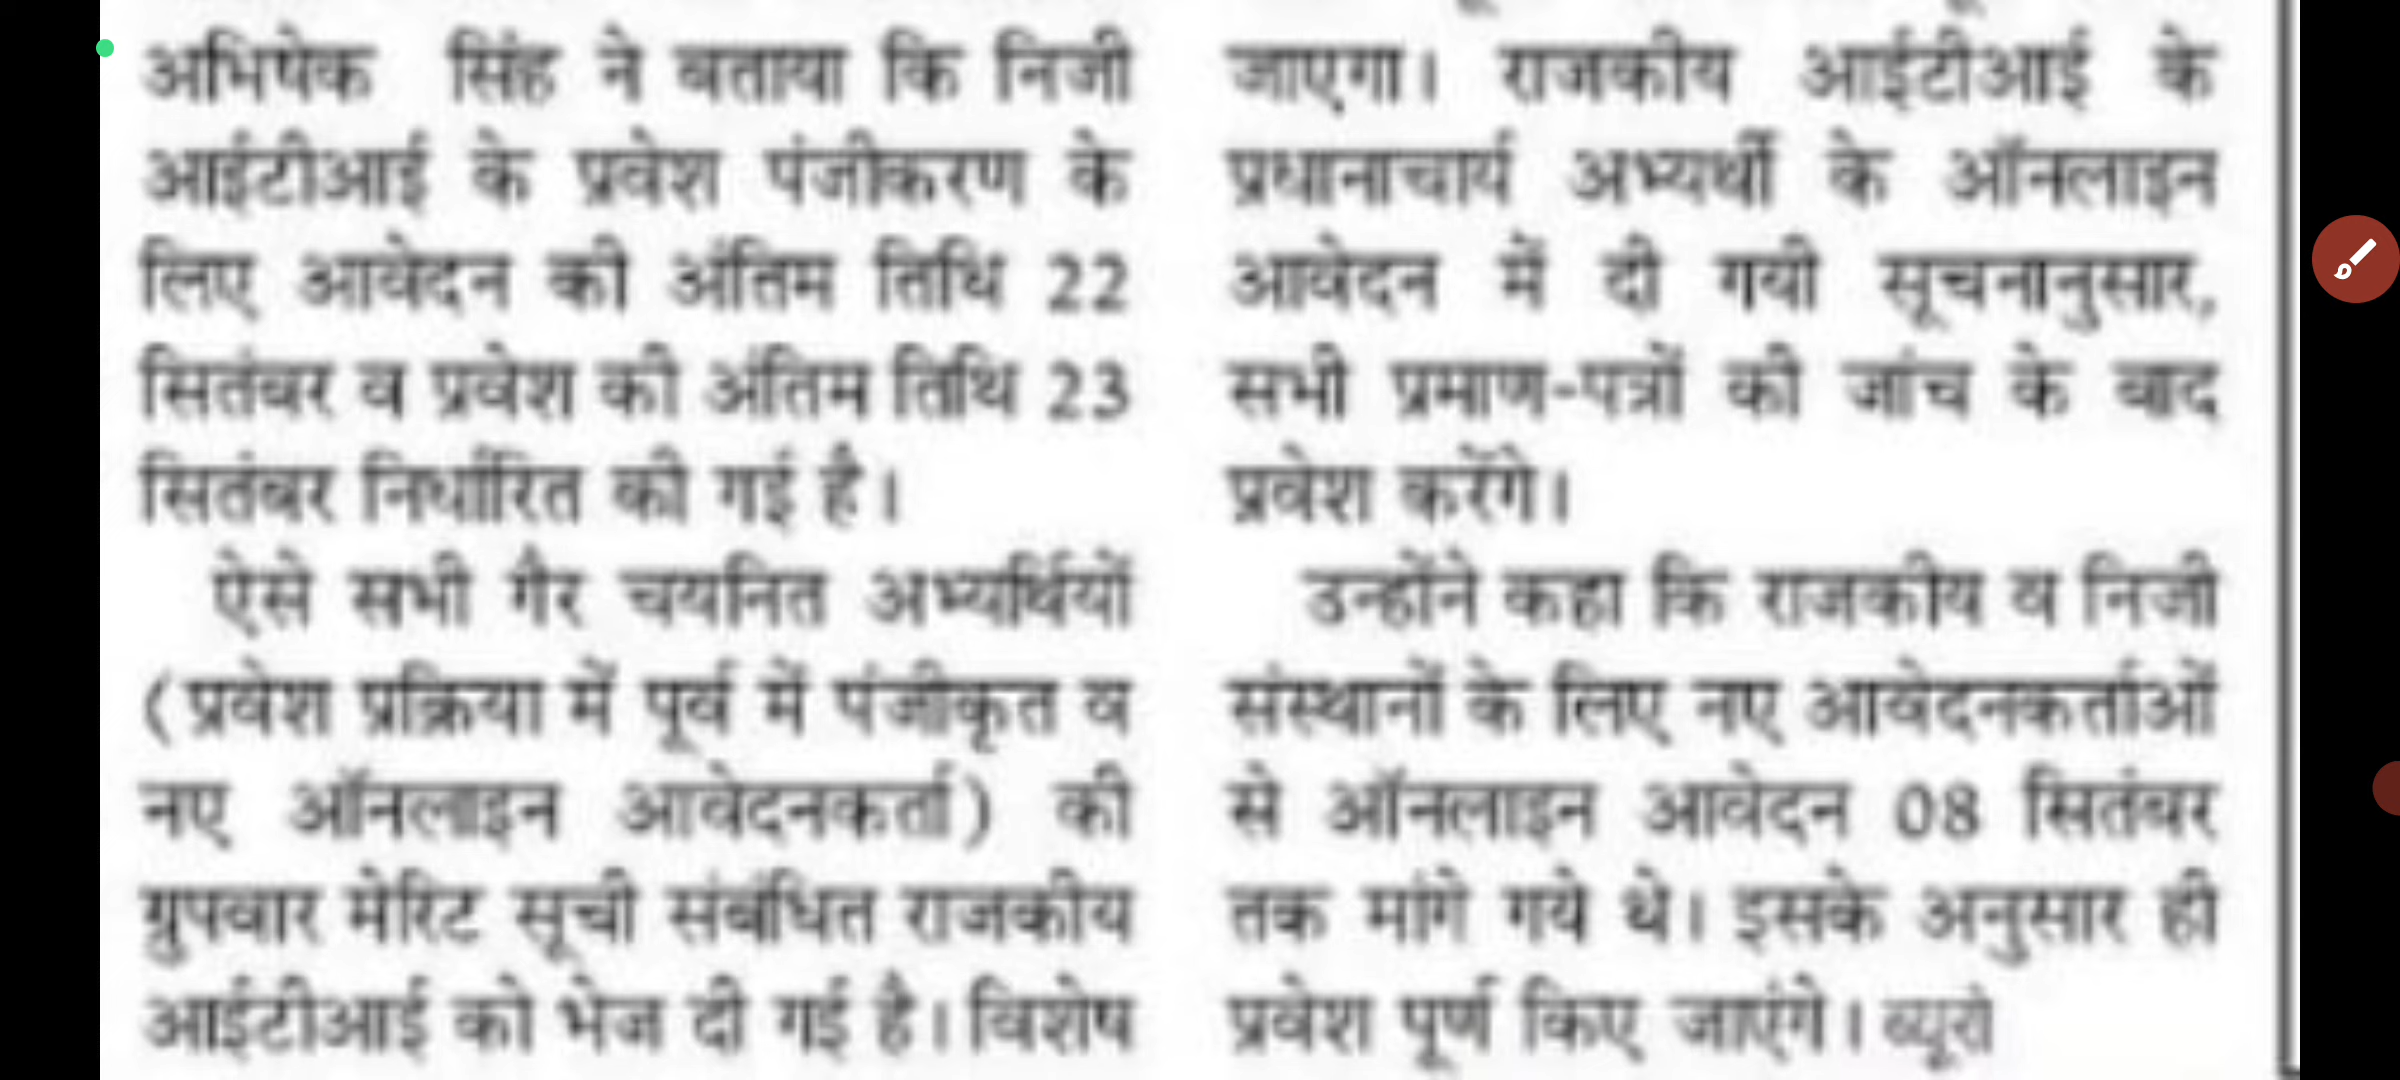 अभिषेक सिंह ने बताया कि निजी
आईटीआई के प्रवेश पंजीकरण के
लिए आवेदन की अंतिम तिथि 22
सितंबर व प्रवेश की अंतिम तिथि 23
सितंबर निर्धारित की गई है।
ऐसे सभी गैर चयनित अभ्यर्थियों
(प्रवेश प्रक्रिया में पूर्व में पंजीकृत व
नए ऑनलाइन आवेदनकर्ता) की
ग्रुपवार मेरिट सूची संबंधित राजकीय
आईटीआई को भेज दी गई है। विशेष
जाएगा। राजकीय आईटीआई के
प्रधानाचार्य अभ्यर्थी के ऑनलाइन
आवेदन में दी गयी सूचनानुसार,
सभी प्रमाण-पत्रों की जांच के बाद
प्रवेश करेंगे।
उन्होंने कहा कि राजकीय व निजी
संस्थानों के लिए नए आवेदनकर्ताओं
से ऑनलाइन आवेदन 08 सितंबर
तक मांगे गये थे। इसके अनुसार ही
प्रवेश पूर्ण किए जाएंगे। ब्यूरो